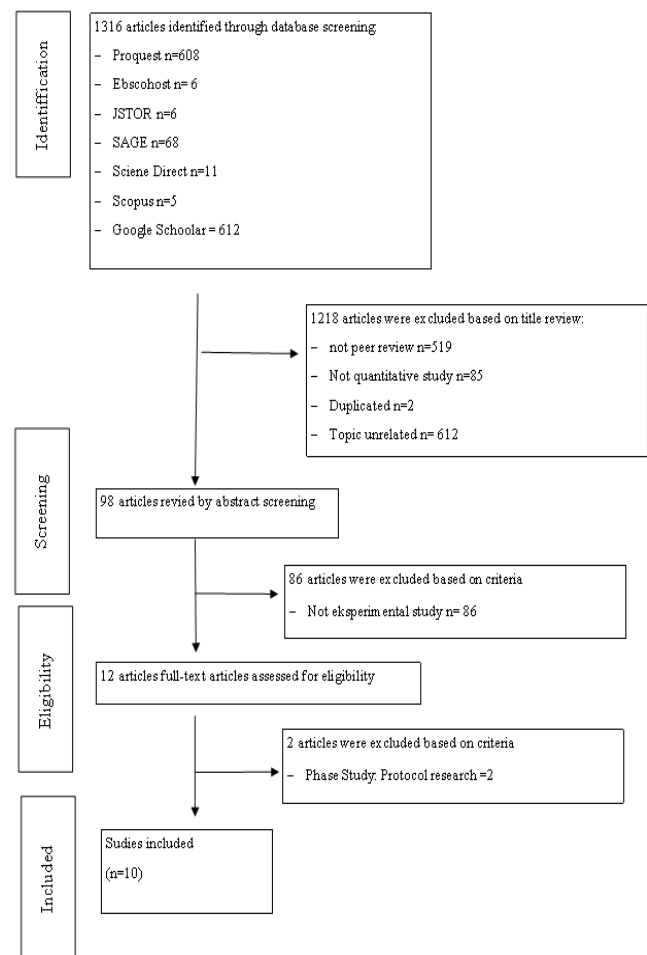 Identiffication
1316 articles identified through database screening
– Proquest n=608
– Ebscohost n= 6
– JSTOR n=6
– SAGE n=68
– Sciene Direct n=11
– Scopus n=5
– Google Schoolar = 612
1218 articles were excluded based on title review:
– not peer review n=519
– Not quantitative study n=85
– Duplicated n=2
– Topic unrelated n= 612
Screening
98 articles revied by abstract screening
86 articles were excluded based on criteria
– Not eksperimental study n= 86
Eligibility
12 articles full-text articles assessed for eligibility
2 articles were excluded based on criteria
– Phase Study: Protocol research =2
Included
Sudies included
(n=10)